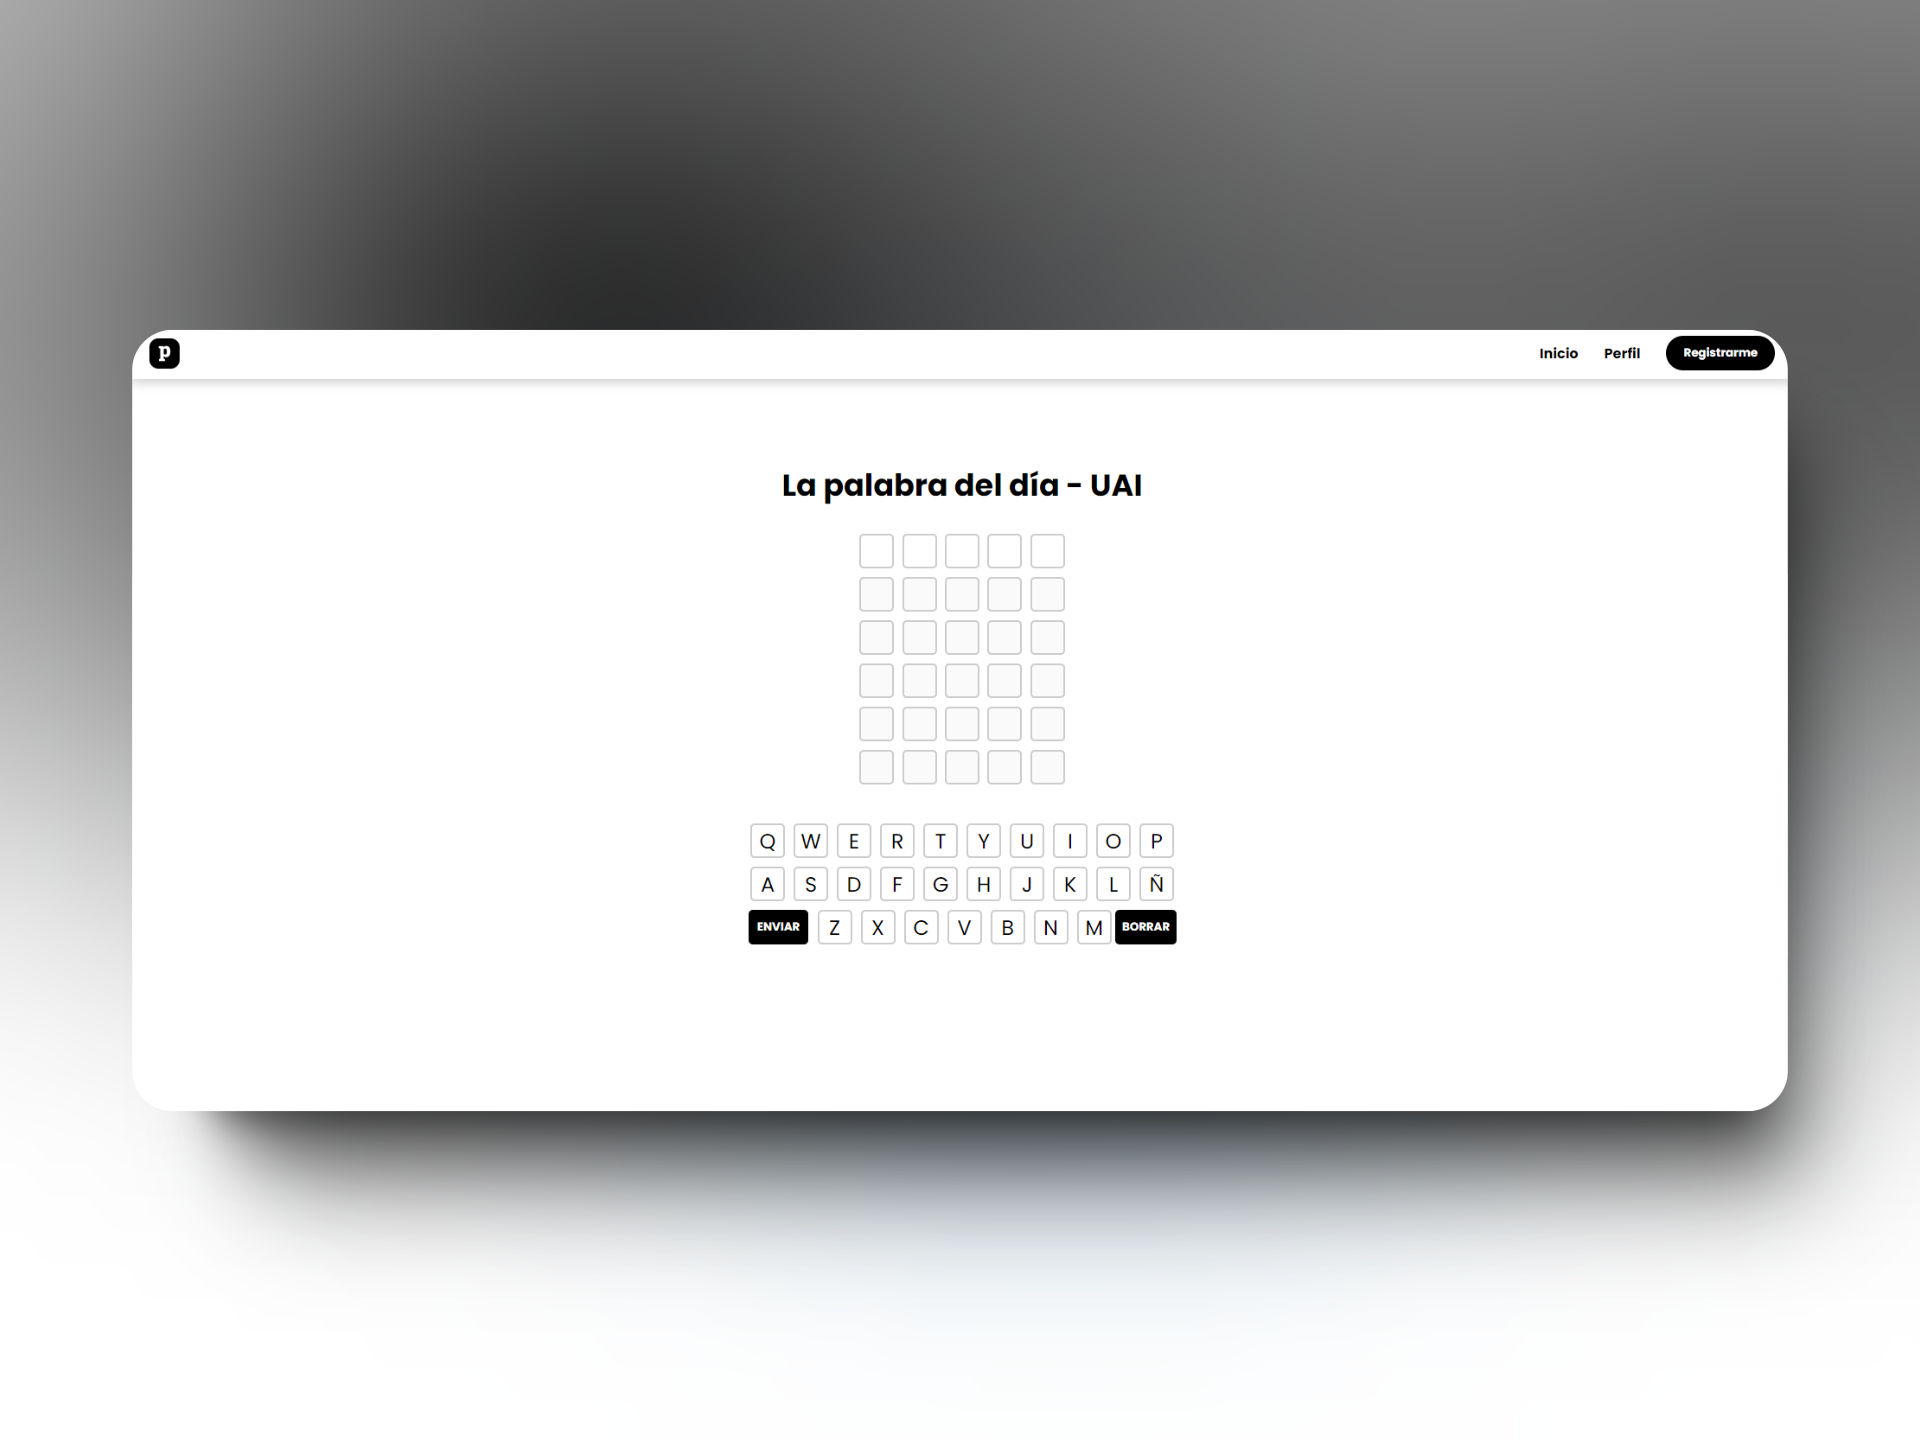 p
Inicio Perfil Registrarme
La palabra del día - UAI
Q W E R T Y U I O P
A S D F G H J K L Ñ
ENVIAR Z X C V B N M BORRAR